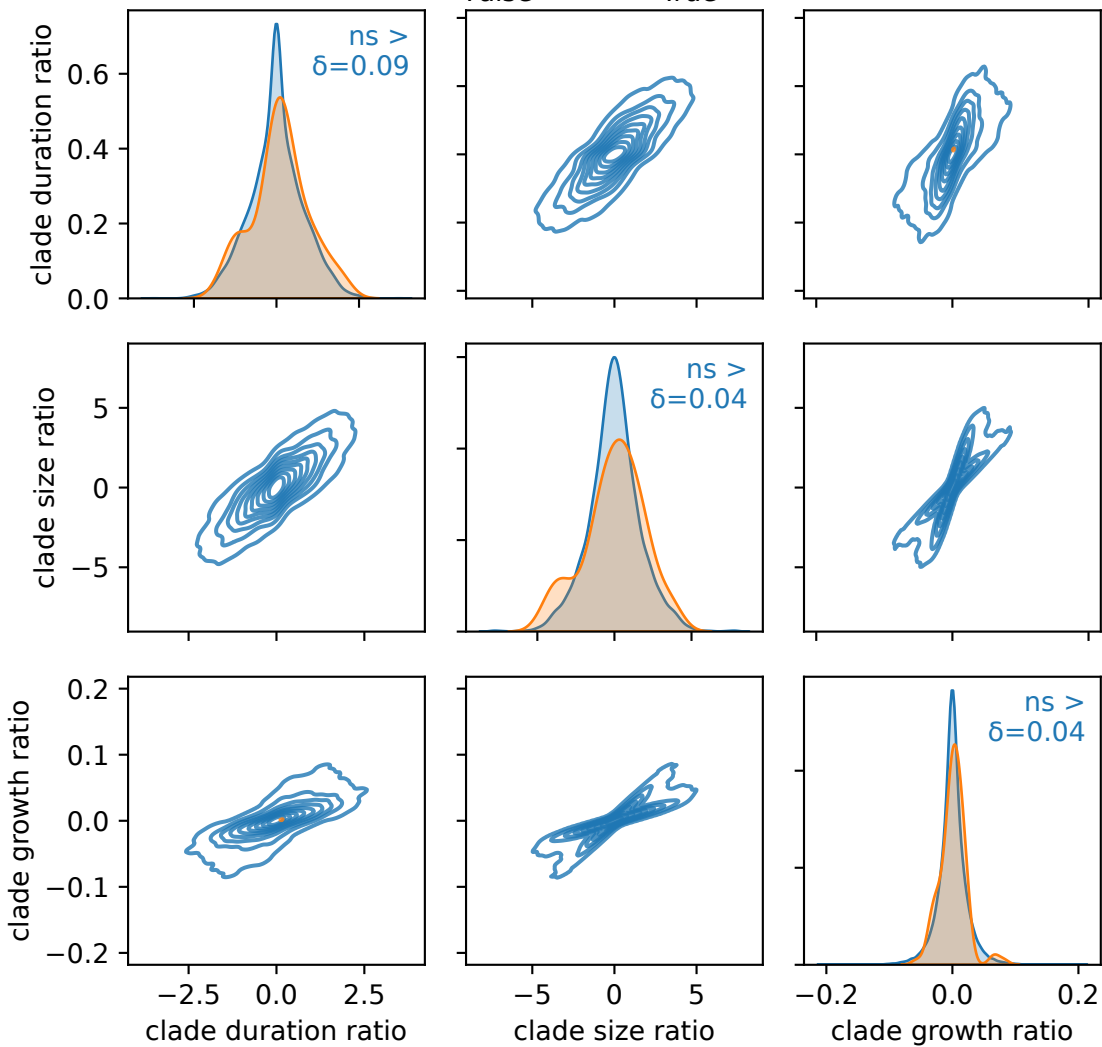 clade duration ratio
0.6
0.4
0.2
0.0
ns >
δ=0.09
clade size ratio
5
0
−5
ns >
δ=0.04
clade growth ratio
0.2
0.1
0.0
−0.1
−0.2
ns >
δ=0.04
−2.5 0.0 2.5
−5 0 5
−0.2 0.0 0.2
clade duration ratio
clade size ratio
clade growth ratio